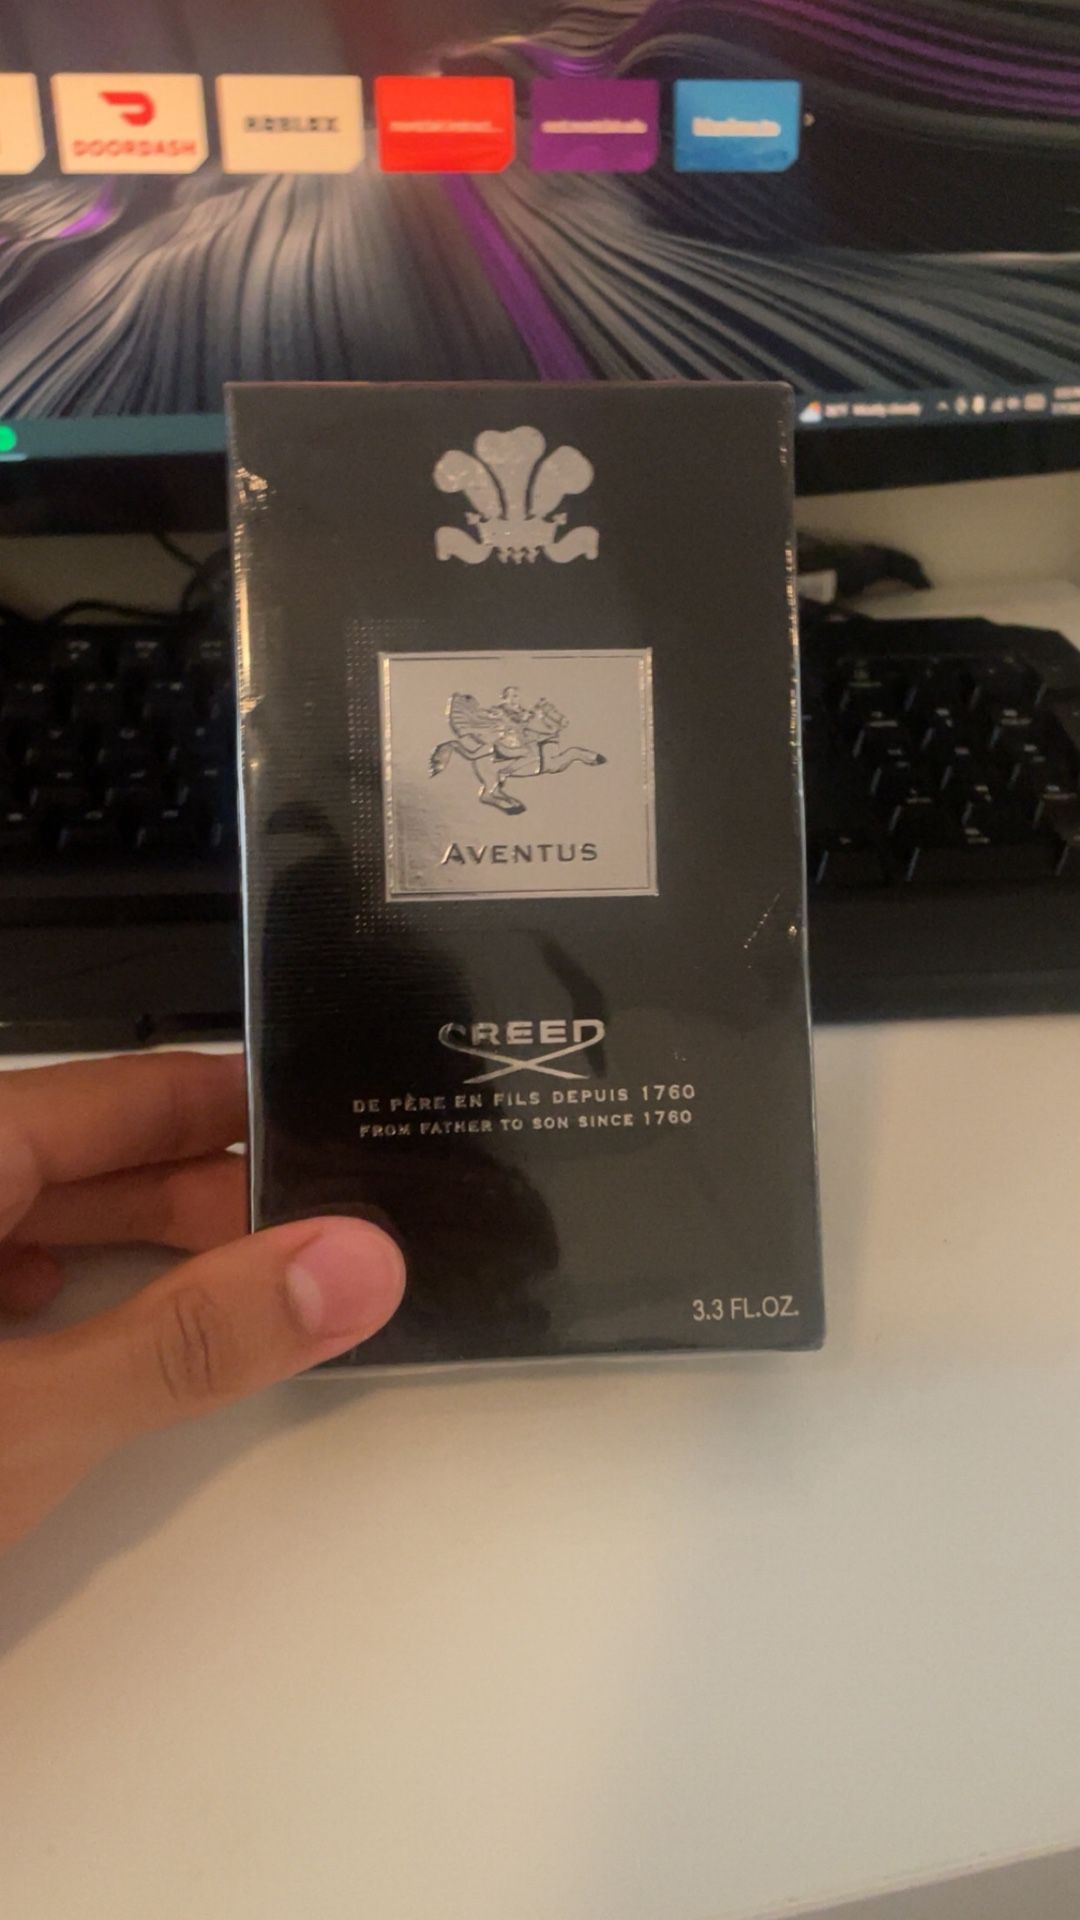 DOORDASH
ROBLOX
AVENTUS
CREED
DE PÈRE EN FILS DEPUIS 1760
FROM FATHER TO SON SINCE 1760
3.3 FL.OZ.